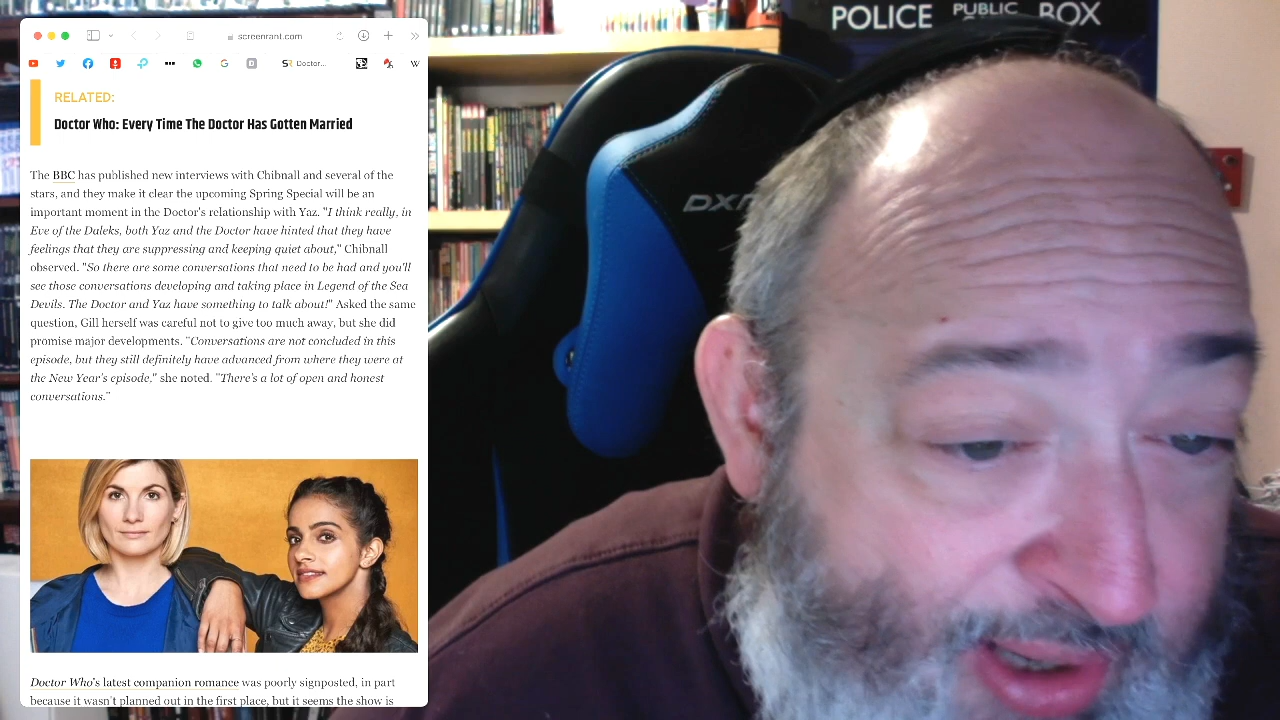 screenrant.com
SR Doctor...
W
RELATED:
Doctor Who: Every Time The Doctor Has Gotten Married
The BBC has published new interviews with Chibnall and several of the
stars, and they make it clear the upcoming Spring Special will be an
important moment in the Doctor's relationship with Yaz. "I think really, in
Eve of the Daleks, both Yaz and the Doctor have hinted that they have
feelings that they are suppressing and keeping quiet about," Chibnall
observed. "So there are some conversations that need to be had and you'll
see those conversations developing and taking place in Legend of the Sea
Devils. The Doctor and Yaz have something to talk about!" Asked the same
question, Gill herself was careful not to give too much away, but she did
promise major developments. "Conversations are not concluded in this
episode, but they still definitely have advanced from where they were at
the New Year's episode," she noted. "There's a lot of open and honest
conversations."
Doctor Who's latest companion romance was poorly signposted, in part
because it wasn't planned out in the first place, but it seems the show is
POLICE PUBLIC BOX
DXR